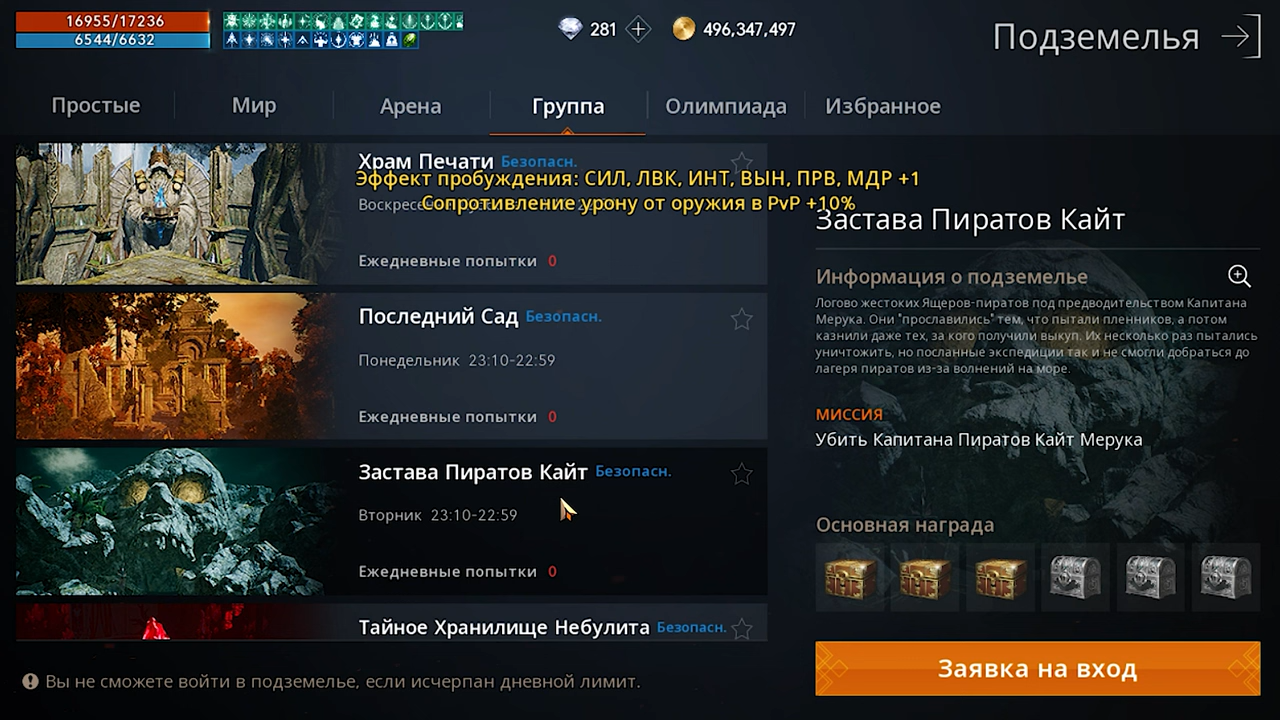 16955/17236
6544/6632
281
496,347,497
Подземелья
Простые
Мир
Арена
Группа
Олимпиада
Избранное
Храм Печати Безопасн.
Эффект пробуждения: СИЛ, ЛВК, ИНТ, ВЫН, ПРВ, МДР +1
Сопротивление урону от оружия в PvP +10%
Ежедневные попытки 0
Последний Сад Безопасн.
Понедельник 23:10-22:59
Ежедневные попытки 0
Застава Пиратов Кайт Безопасн.
Вторник 23:10-22:59
Ежедневные попытки 0
Тайное Хранилище Небулита Безопасн.
Вы не сможете войти в подземелье, если исчерпан дневной лимит.
Застава Пиратов Кайт
Информация о подземелье
Логово жестоких Ящеров-пиратов под предводительством Капитана
Мерука. Они "прославились" тем, что пытали пленников, а потом
казнили даже тех, за кого получили выкуп. Их несколько раз пытались
уничтожить, но посланные экспедиции так и не смогли добраться до
лагеря пиратов из-за волнений на море.
МИССИЯ
Убить Капитана Пиратов Кайт Мерука
Основная награда
Заявка на вход